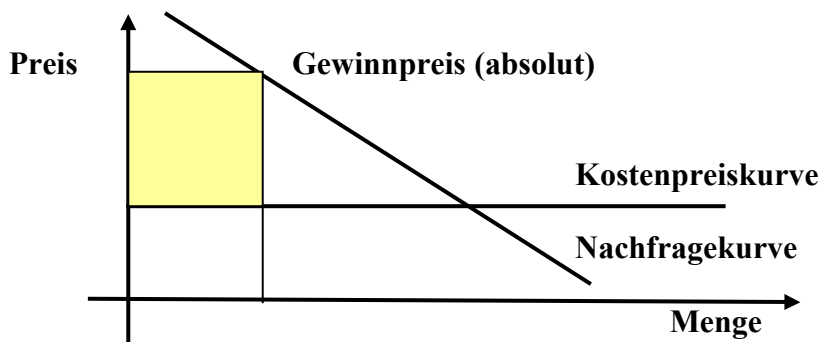 Preis
Gewinnpreis (absolut)
Kostenpreiskurve
Nachfragekurve
Menge